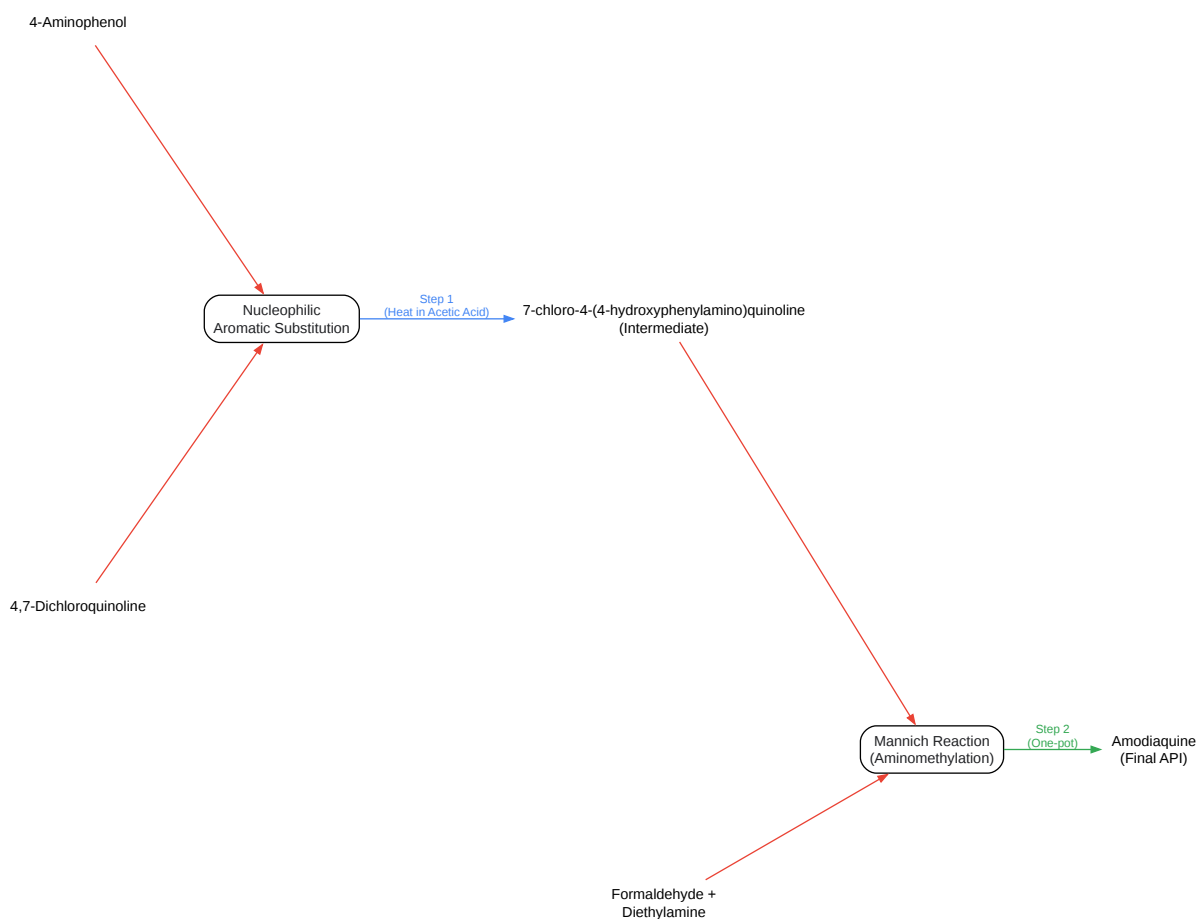 4-Aminophenol
Nucleophilic
Aromatic Substitution
Step 1
(Heat in Acetic Acid)
7-chloro-4-(4-hydroxyphenylamino)quinoline
(Intermediate)
4,7-Dichloroquinoline
Mannich Reaction
(Aminomethylation)
Step 2
(One-pot)
Amodiaquine
(Final API)
Formaldehyde +
Diethylamine